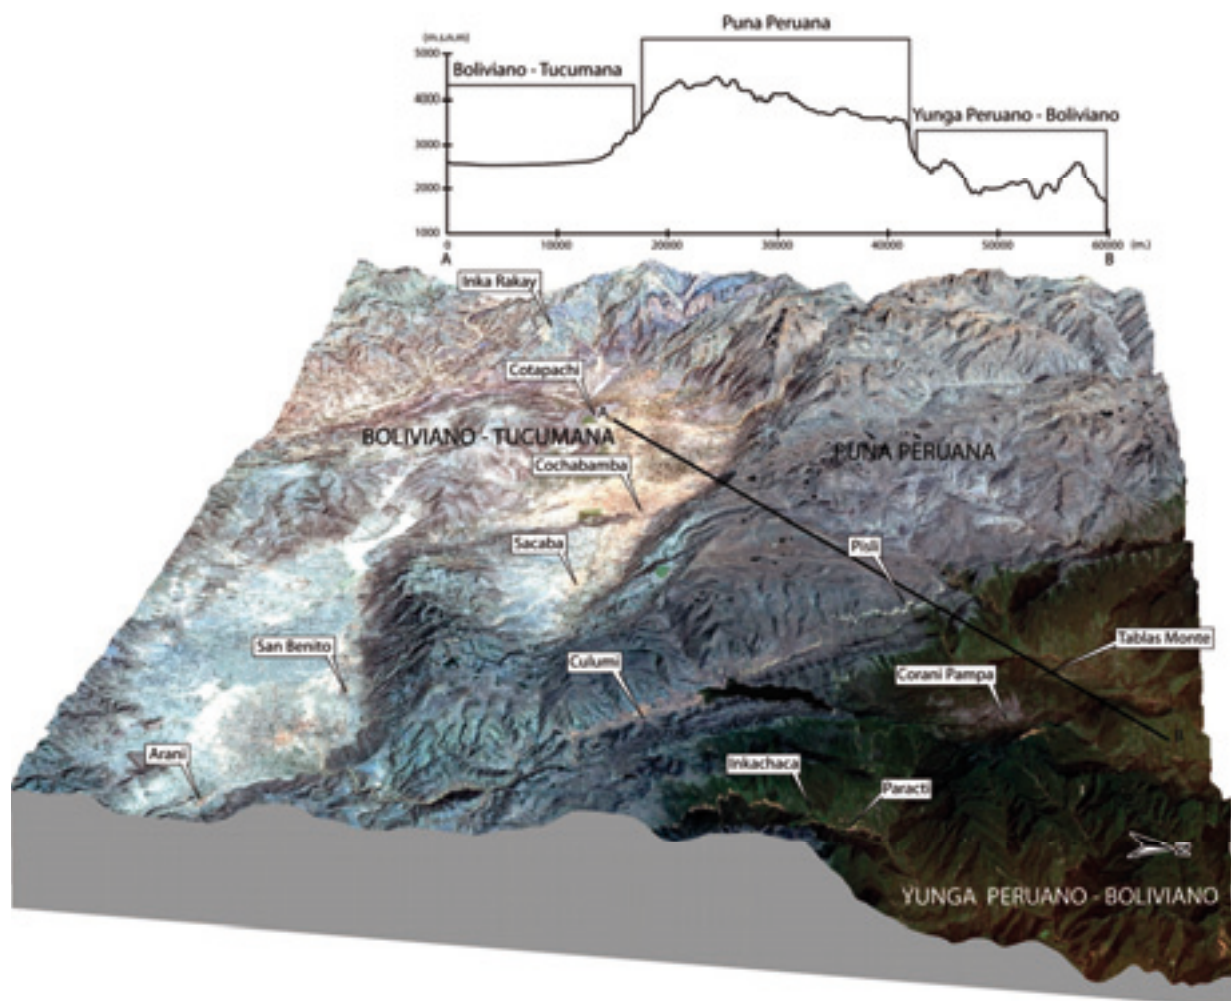 Puna Peruana
(m.s.n.m)
5000
Boliviano - Tucumana
4000
Yunga Peruano - Boliviano
3000
2000
1000
0 10000 20000 30000 40000 50000 60000 (m.)
A B
Inka Rakay
Cotapachi
A
BOLIVIANO - TUCUMANA
PUNA PERUANA
Cochabamba
Sacaba
Pisli
San Benito
Culumi
Tablas Monte
Corani Pampa
B
Arani
Inkachaca
Paracti
YUNGA PERUANO - BOLIVIANO